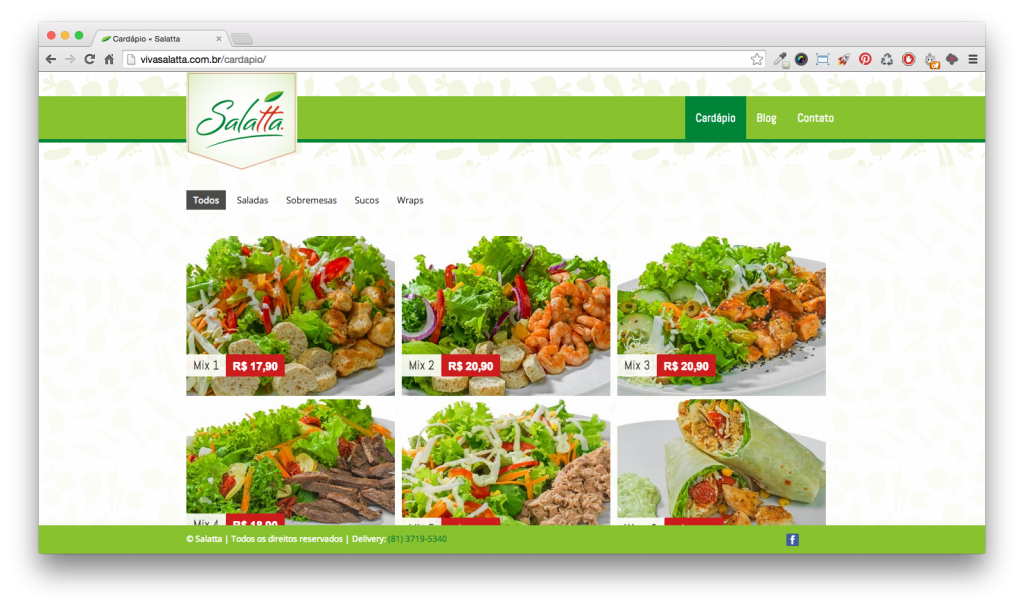 Cardápio « Salatta
vivasalatta.com.br/cardapio/
Off
Salatta.
Cardápio Blog Contato
Todos Saladas Sobremesas Sucos Wraps
Mix 1 R$ 17,90
Mix 2 R$ 20,90
Mix 3 R$ 20,90
Mix 4 R$ 18,90
© Salatta | Todos os direitos reservados | Delivery: (81) 3719-5340
f